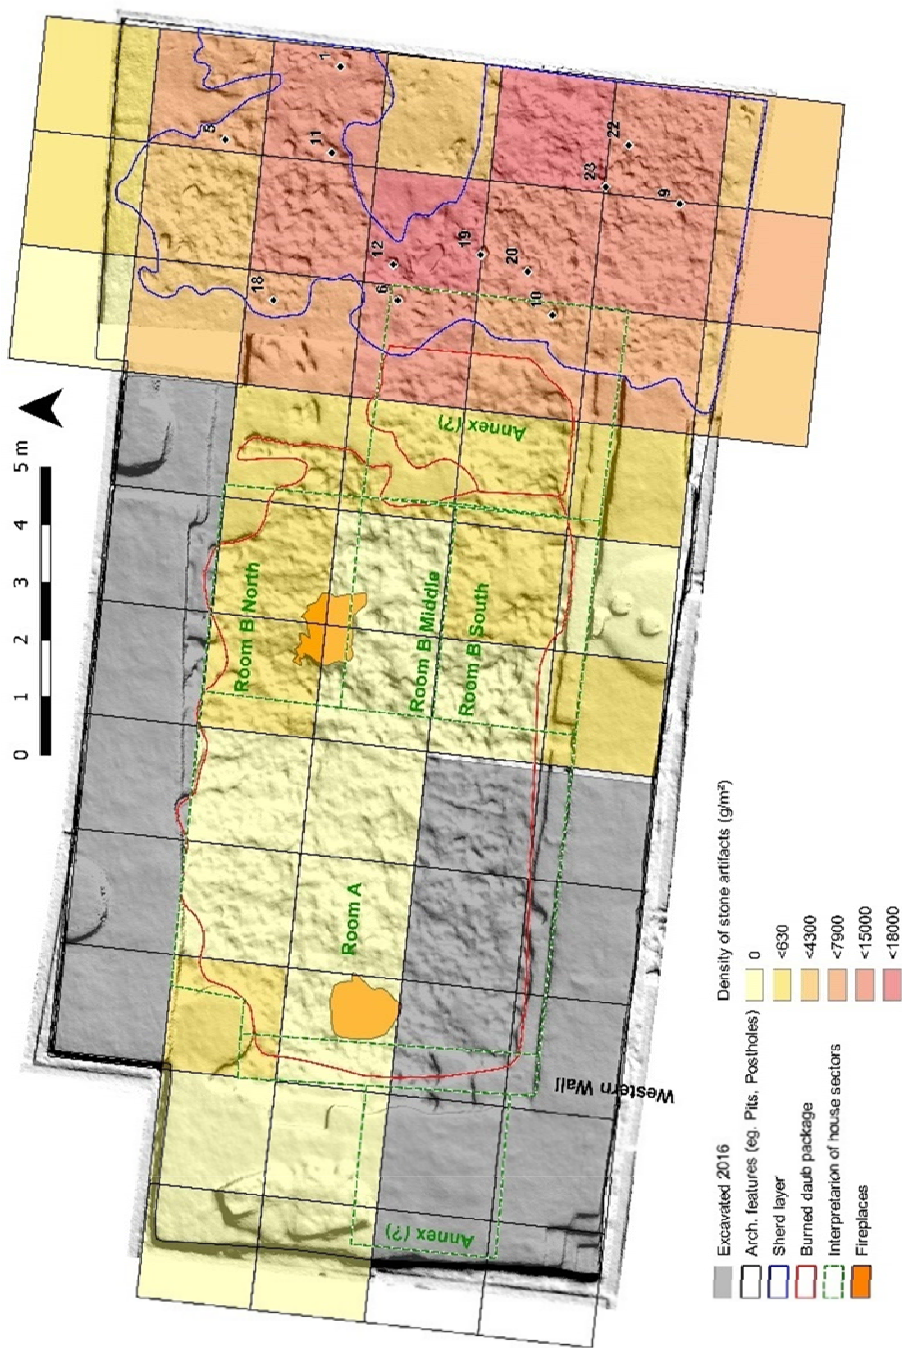 0 1 2 3 4 5 m
5
1
11
18
12
6
19
20
10
23
22
9
Annex (?)
Room B North
Room B Middle
Room B South
Room A
Western Wall
Annex (?)
Excavated 2016
Arch. features (eg. Pits, Postholes)
Sherd layer
Burned daub package
Interpretarion of house sectors
Fireplaces
Density of stone artifacts (g/m²)
0
<630
<4300
<7900
<15000
<18000